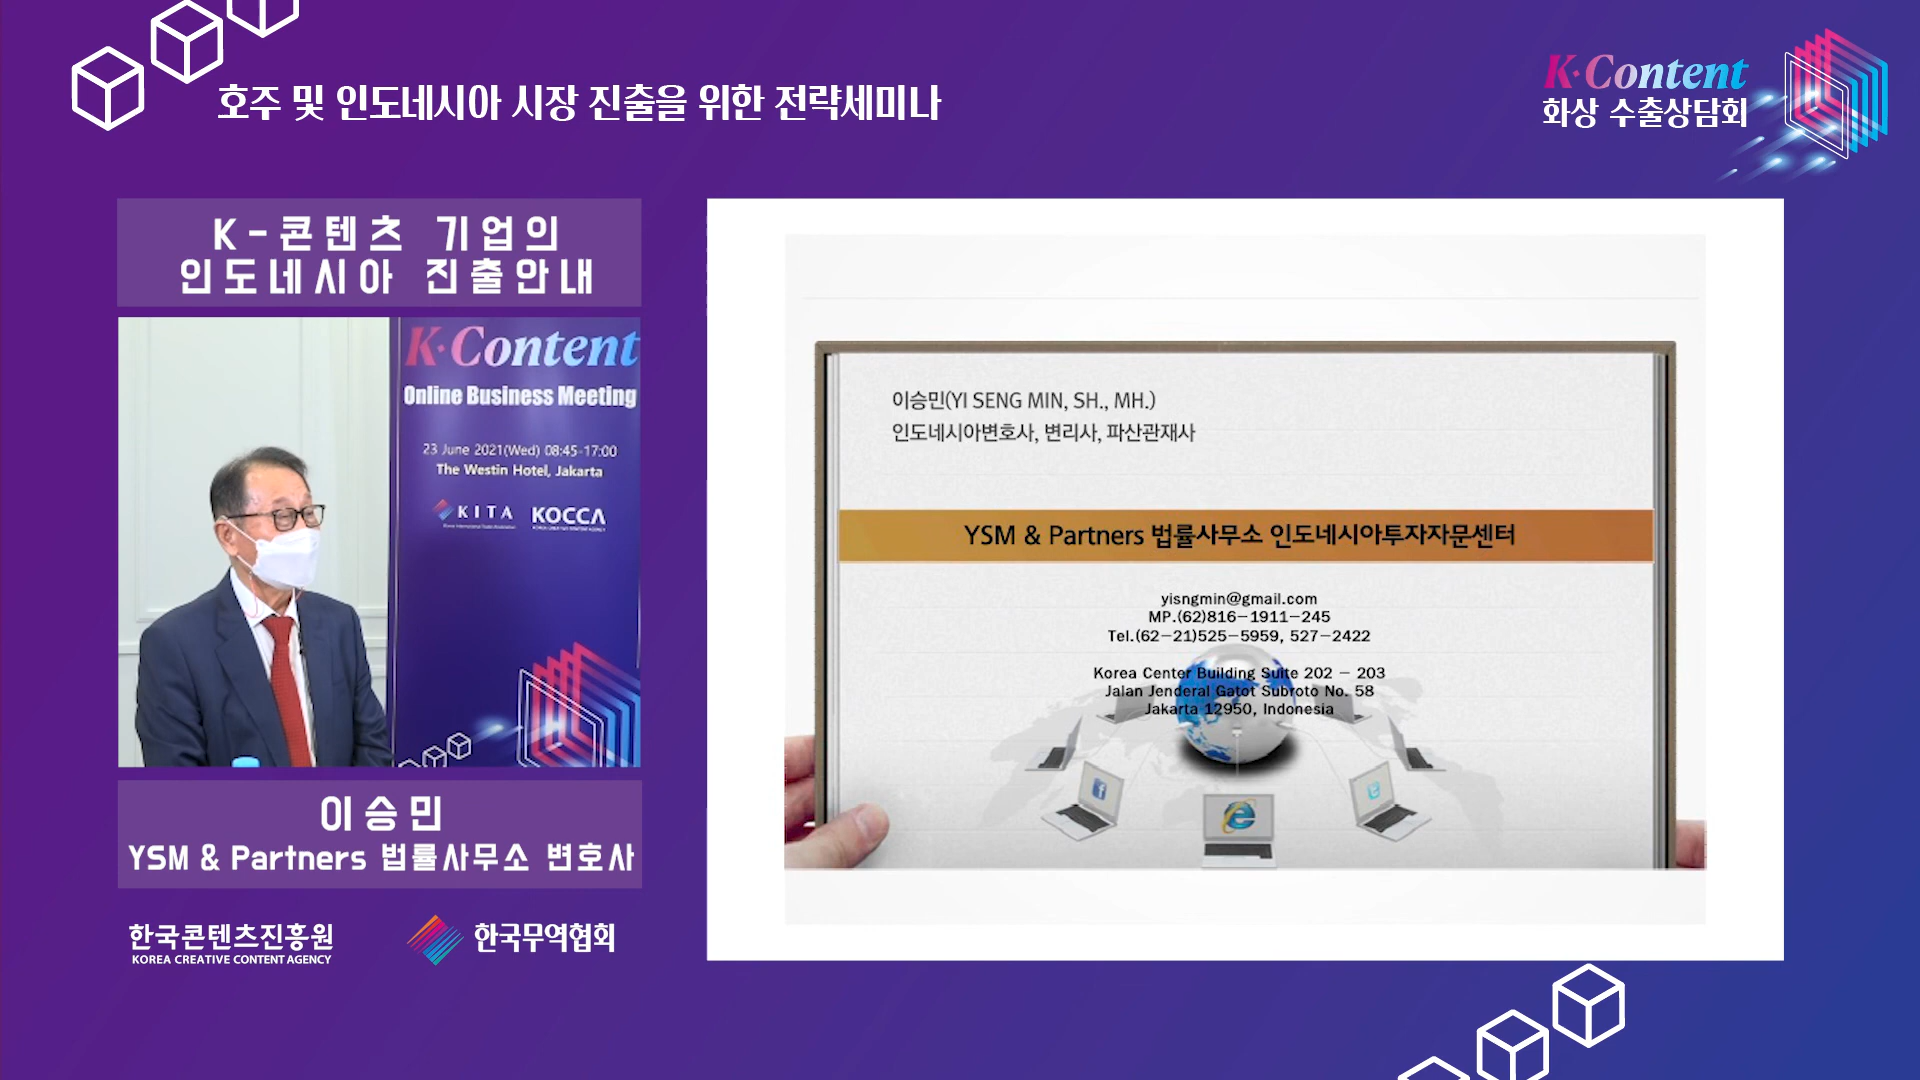 호주 및 인도네시아 시장 진출을 위한 전략세미나
K·Content
화상 수출상담회
K-콘텐츠 기업의
인도네시아 진출안내
K·Content
Online Business Meeting
23 June 2021(Wed) 08:45-17:00
The Westin Hotel, Jakarta
KITA KOCCA
이승민
YSM & Partners 법률사무소 변호사
한국콘텐츠진흥원
KOREA CREATIVE CONTENT AGENCY
한국무역협회
이승민(YI SENG MIN, SH., MH.)
인도네시아변호사, 변리사, 파산관재사
YSM & Partners 법률사무소 인도네시아투자자문센터
yisngmin@gmail.com
MP.(62)816-1911-245
Tel.(62-21)525-5959, 527-2422
Korea Center Building Suite 202 - 203
Jalan Jenderal Gatot Subroto No. 58
Jakarta 12950, Indonesia